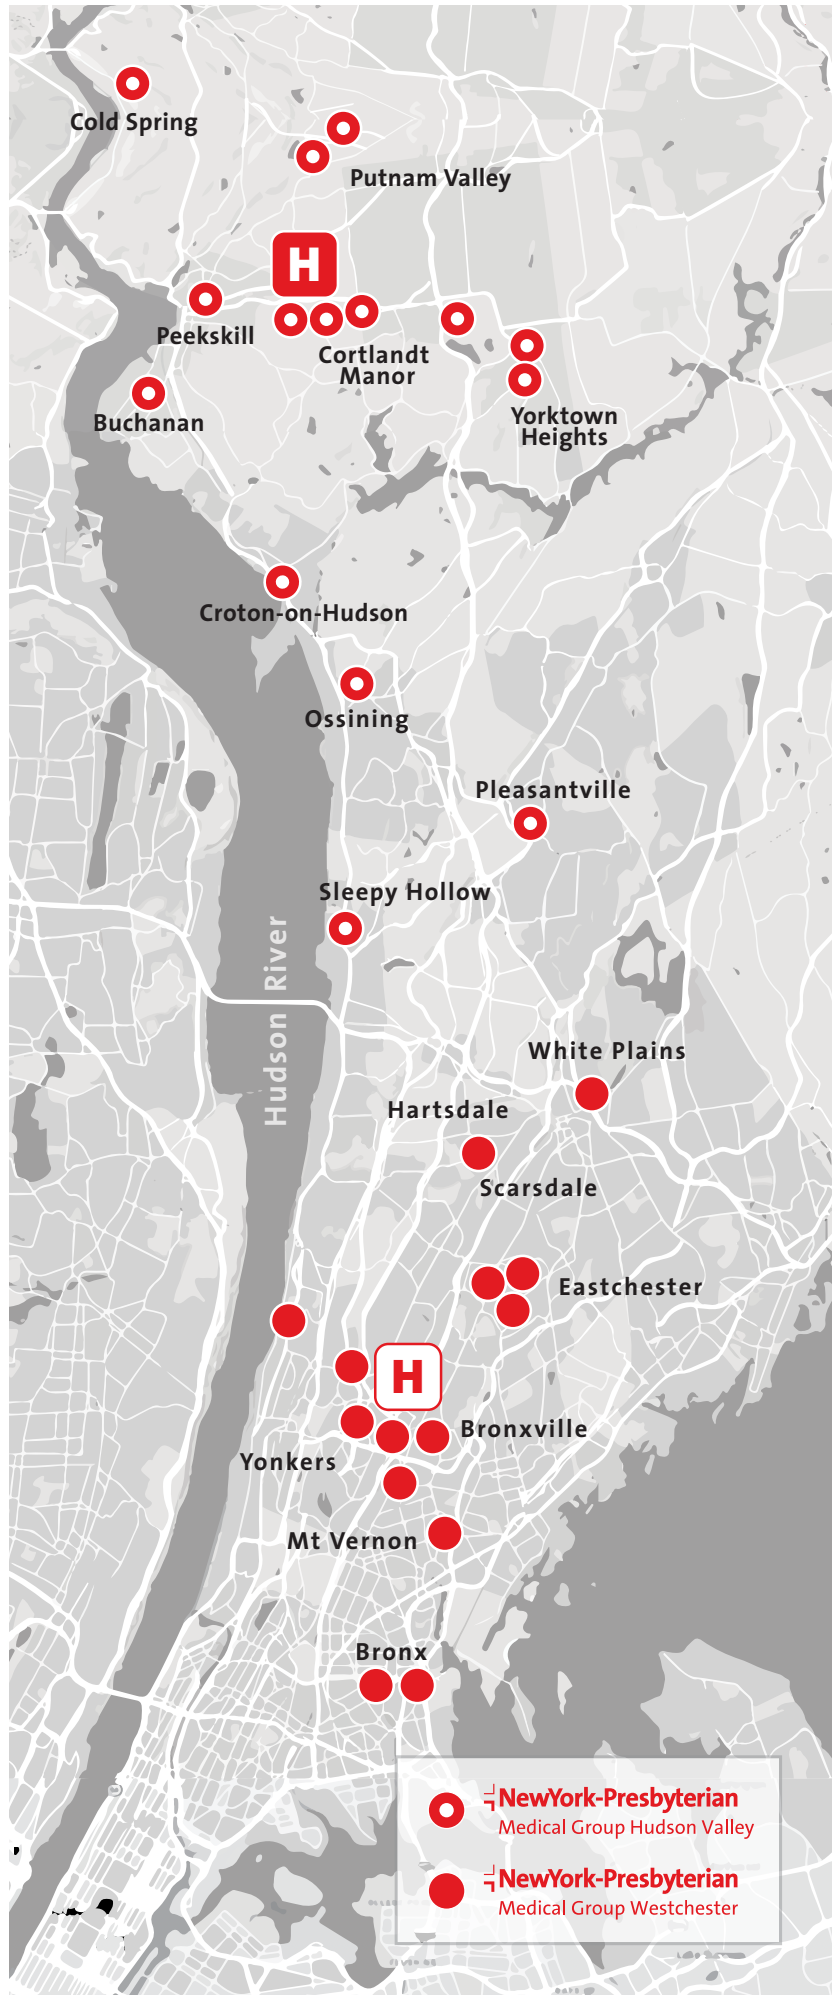 Cold Spring
Putnam Valley
H
Peekskill
Cortlandt
Manor
Buchanan
Yorktown
Heights
Croton-on-Hudson
Ossining
Pleasantville
Sleepy Hollow
Hudson River
White Plains
Hartsdale
Scarsdale
Eastchester
H
Bronxville
Yonkers
Mt Vernon
Bronx
NewYork-Presbyterian
Medical Group Hudson Valley
NewYork-Presbyterian
Medical Group Westchester